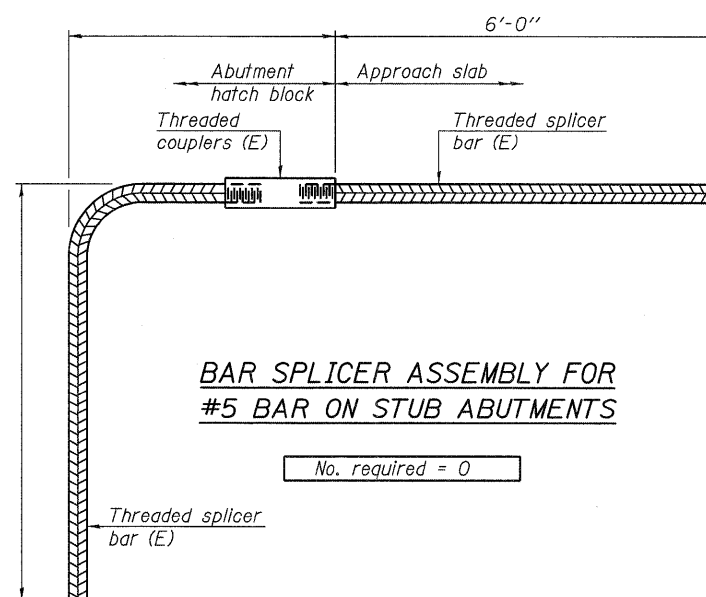 6'-0"
Abutment
hatch block
Approach slab
Threaded
couplers (E)
Threaded splicer
bar (E)
BAR SPLICER ASSEMBLY FOR
#5 BAR ON STUB ABUTMENTS
No. required = 0
Threaded splicer
bar (E)